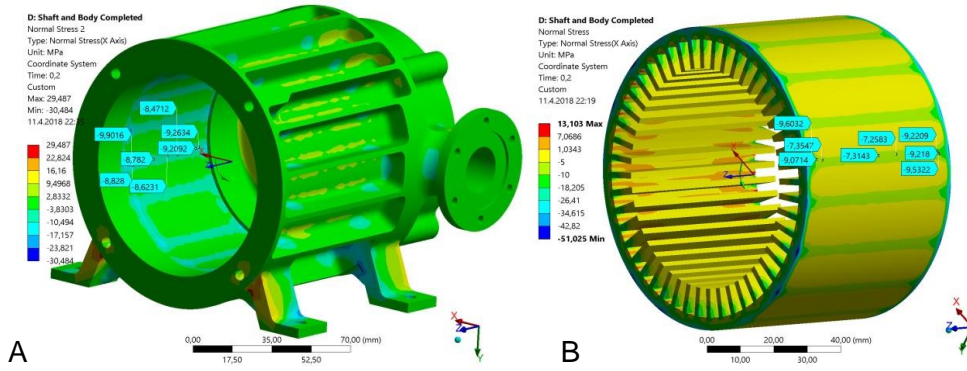 D: Shaft and Body Completed
Normal Stress 2
Type: Normal Stress(X Axis)
Unit: MPa
Coordinate System
Time: 0,2
Custom
Max: 29,487
Min: -30,484
11.4.2018 22:
29,487
22,824
16,16
9,4968
2,8332
-3,8303
-10,494
-17,157
-23,821
-30,484
-8,4712
-9,9016
-9,2634
-9,2092
-8,782
-8,828
-8,6231
X
Z
Y
0,00
35,00
70,00 (mm)
17,50
52,50
A
D: Shaft and Body Completed
Normal Stress
Type: Normal Stress(X Axis)
Unit: MPa
Coordinate System
Time: 0,2
Custom
11.4.2018 22:19
13,103 Max
7,0686
1,0343
-5
-10
-18,205
-26,41
-34,615
-42,82
-51,025 Min
-9,6032
-7,3547
-9,0714
-7,2583
-7,3143
-9,2209
-9,218
-9,5322
X
Z
X
Z
Y
0,00
20,00
40,00 (mm)
10,00
30,00
B